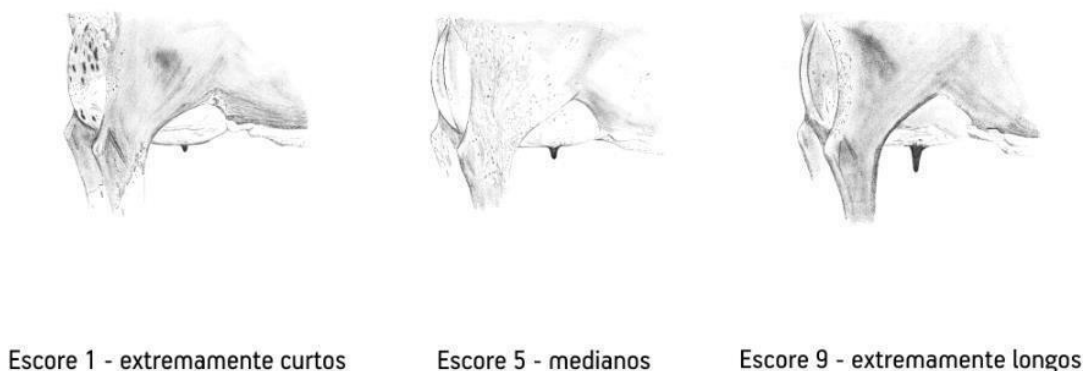 Escore 1 - extremamente curtos
Escore 5 - medianos
Escore 9 - extremamente longos